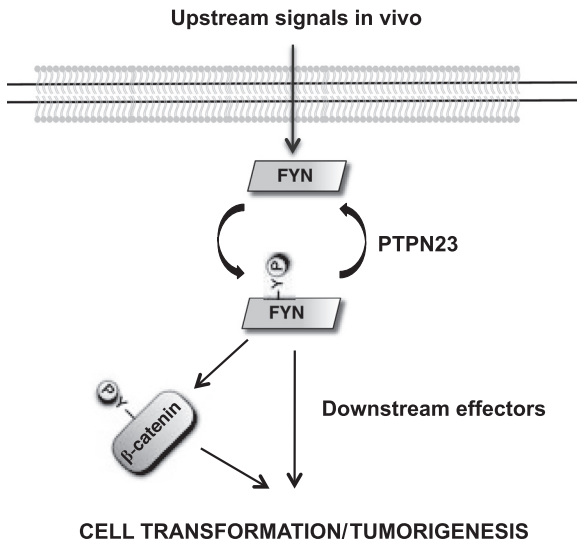 Upstream signals in vivo
FYN
PTPN23
P
Y
FYN
P
Y
β-catenin
Downstream effectors
CELL TRANSFORMATION/TUMORIGENESIS